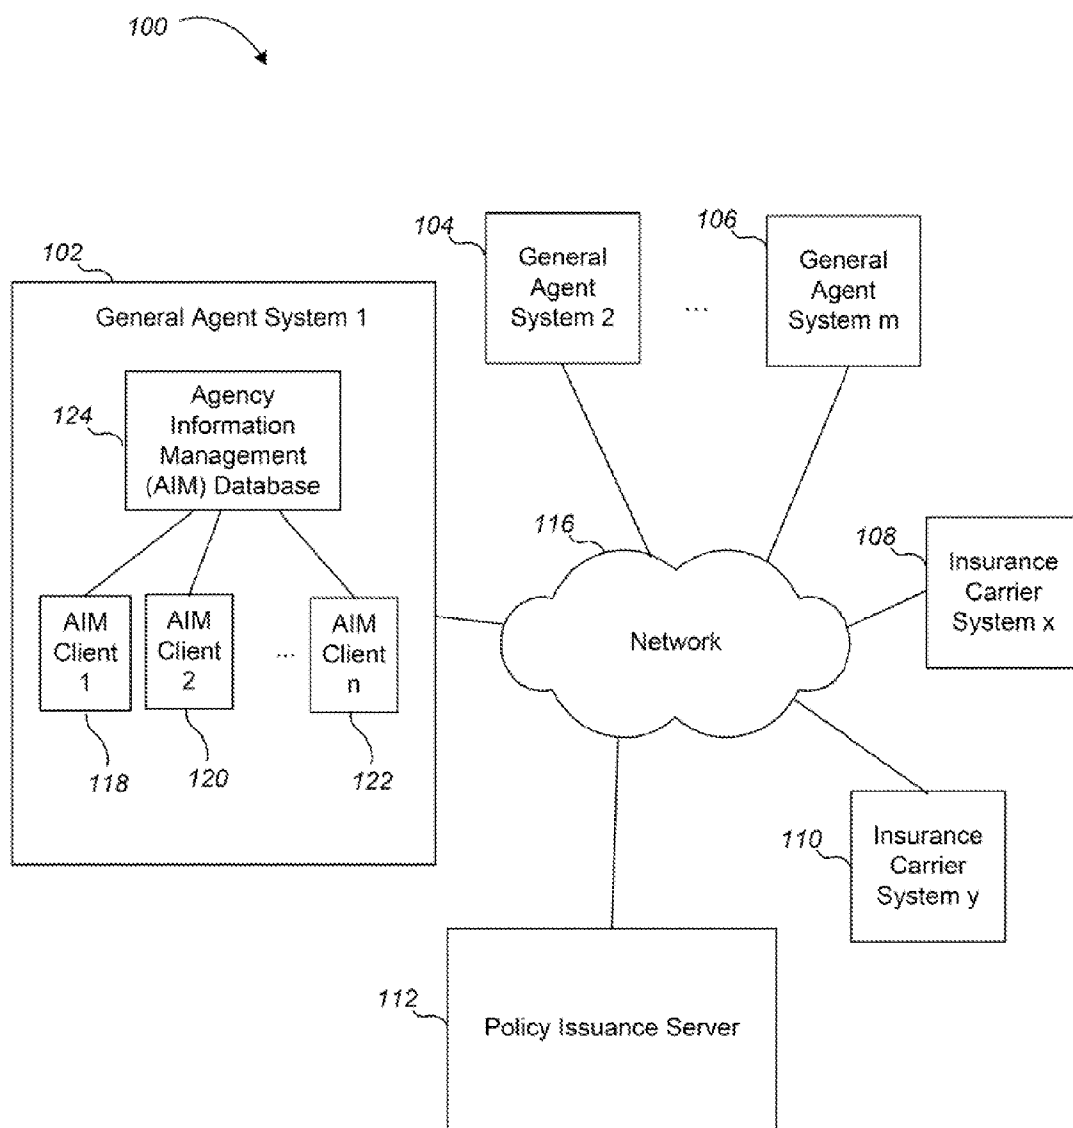 100
104
General
Agent
System 2
...
106
General
Agent
System m
102
General Agent System 1
124
Agency
Information
Management
(AIM) Database
AIM
Client
1
AIM
Client
2
...
AIM
Client
n
118
120
122
116
Network
108
Insurance
Carrier
System x
110
Insurance
Carrier
System y
112
Policy Issuance Server